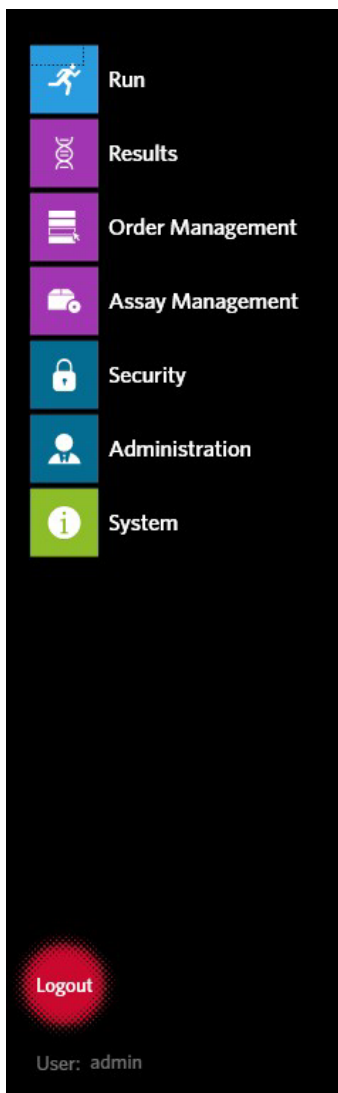 Run
Results
Order Management
Assay Management
Security
Administration
i
System
Logout
User: admin